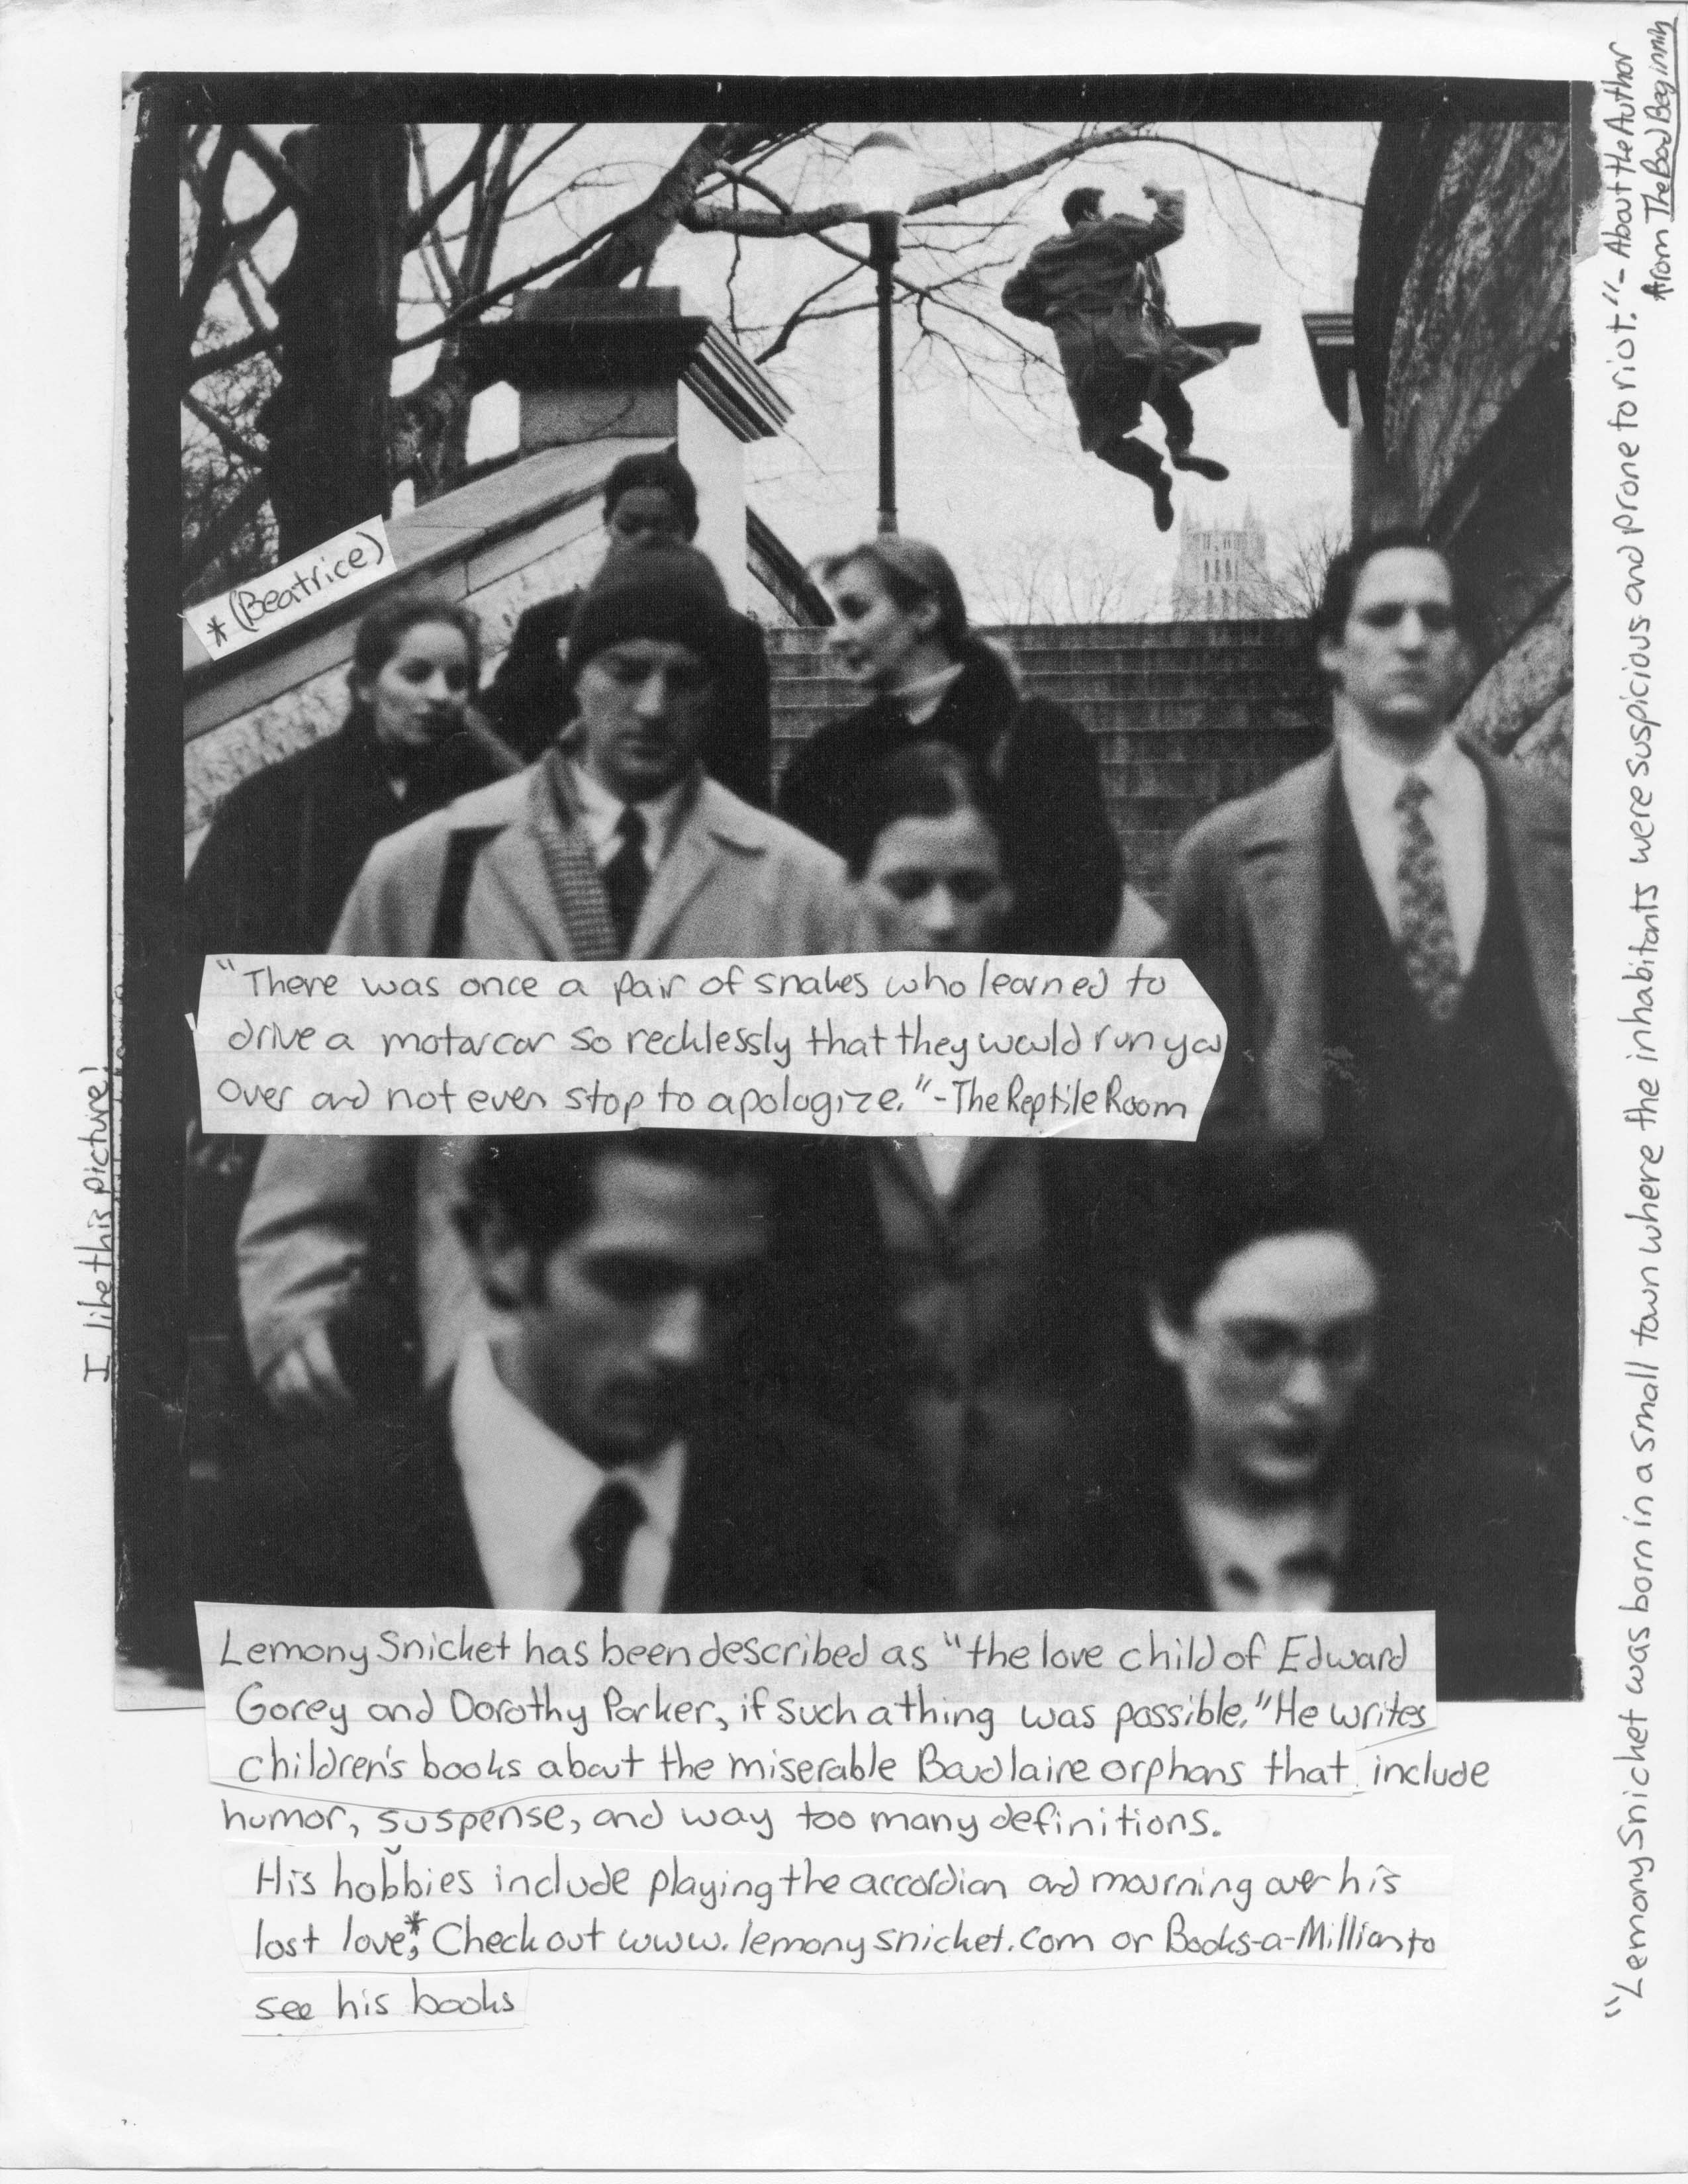 "Lemony Snicket was born in a small town where the inhabitants were suspicious and prone to riot." - About the Author
from The Bad Beginning
*(Beatrice)
"There was once a pair of snakes who learned to
drive a motorcar so recklessly that they would run you
over and not even stop to apologize." - The Reptile Room
I like this picture!
Lemony Snicket has been described as "the love child of Edward
Gorey and Dorothy Parker, if such a thing was possible." He writes
children's books about the miserable Baudlaire orphans that include
humor, suspense, and way too many definitions.
His hobbies include playing the accordian and mourning over his
lost love*. Check out www.lemonysnicket.com or Books-a-Million to
see his books